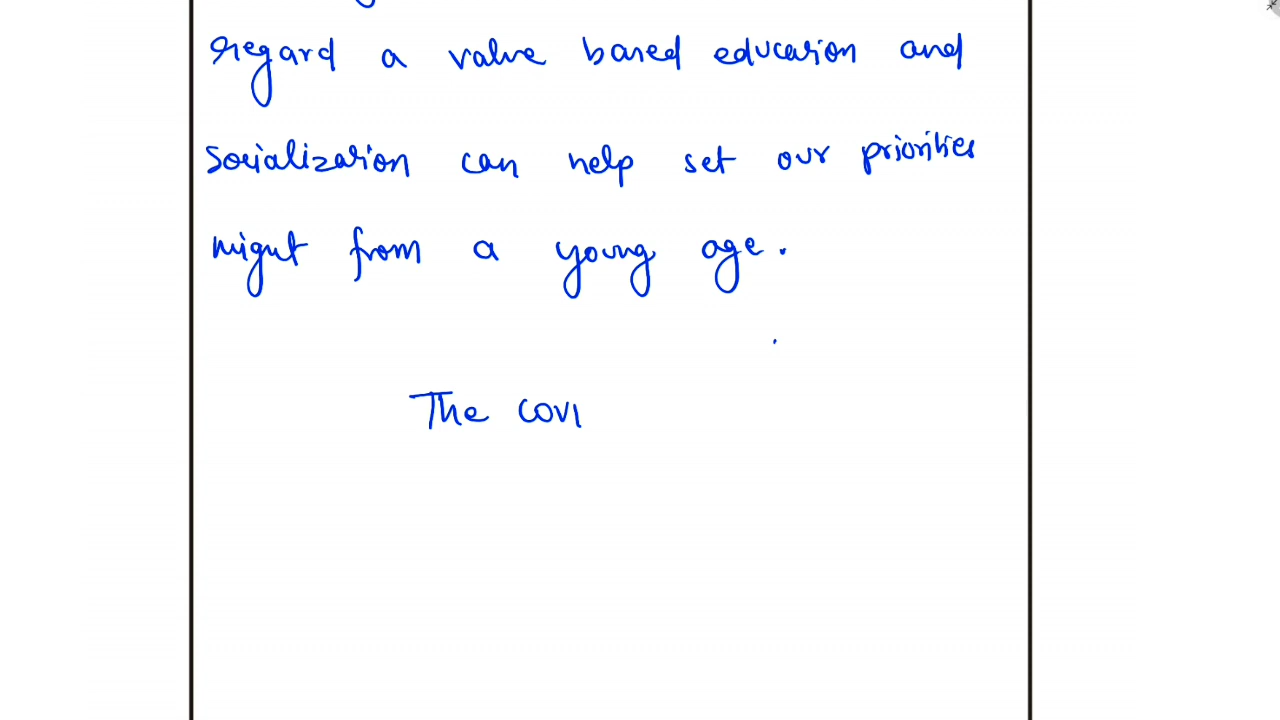 regard a value based education and
socialization can help set our priorities
right from a young age.
The covi